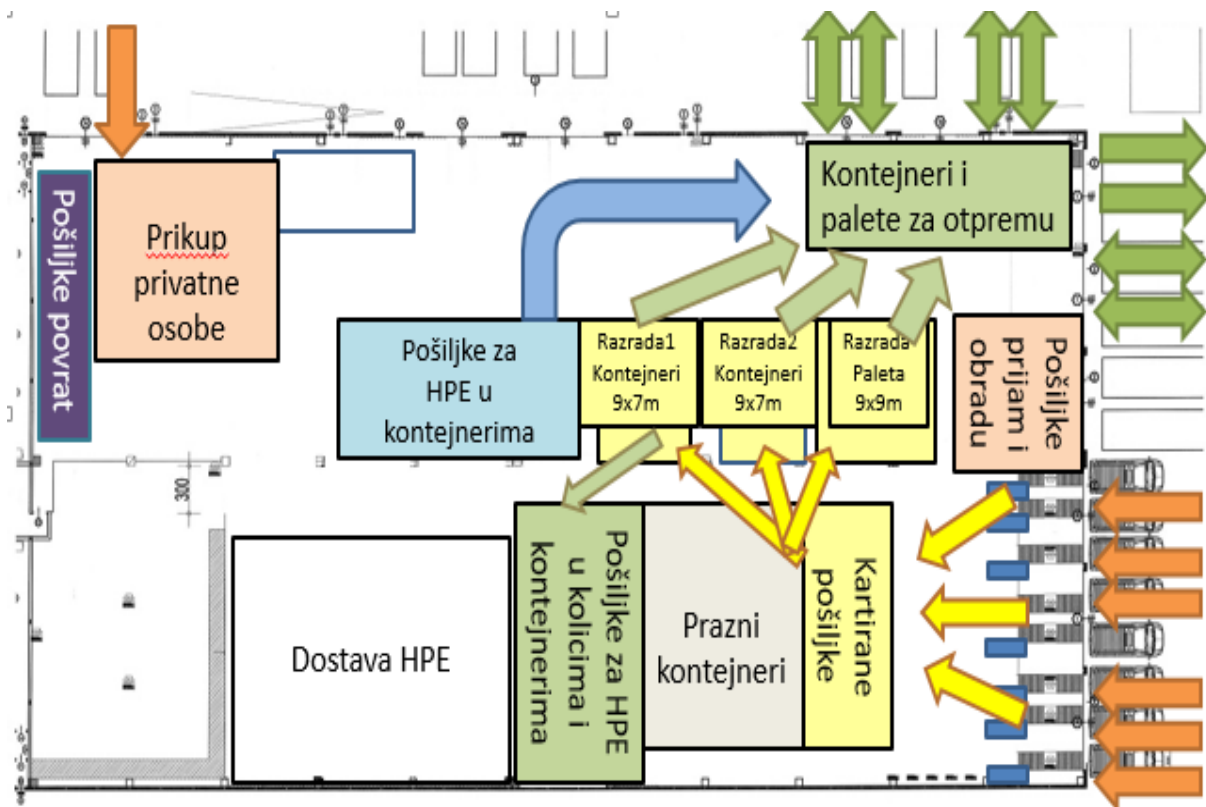 Pošiljke povrat
Prikup
privatne
osobe
Kontejneri i
palete za otpremu
Pošiljke za
HPE u
kontejnerima
Razrada1
Kontejneri
9x7m
Razrada2
Kontejneri
9x7m
Razrada
Paleta
9x9m
Pošiljke
prijam i
obradu
300
Dostava HPE
Pošiljke za HPE
u kolicima i
kontejnerima
Prazni
kontejneri
Kartirane
pošiljke